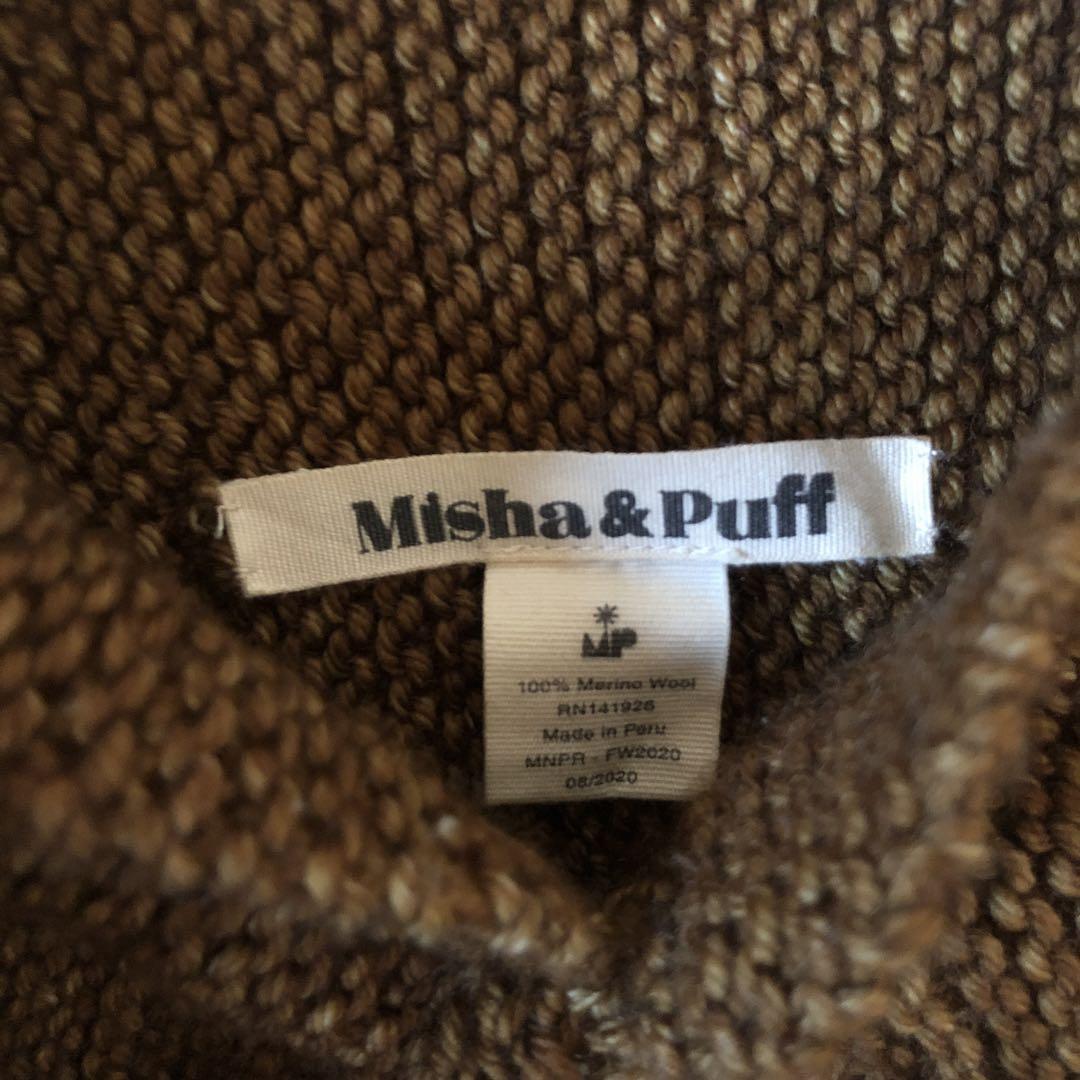 Misha & Puff
MP
100% Merino Wool
RN141926
Made in Peru
MNPR - FW2020
08/2020